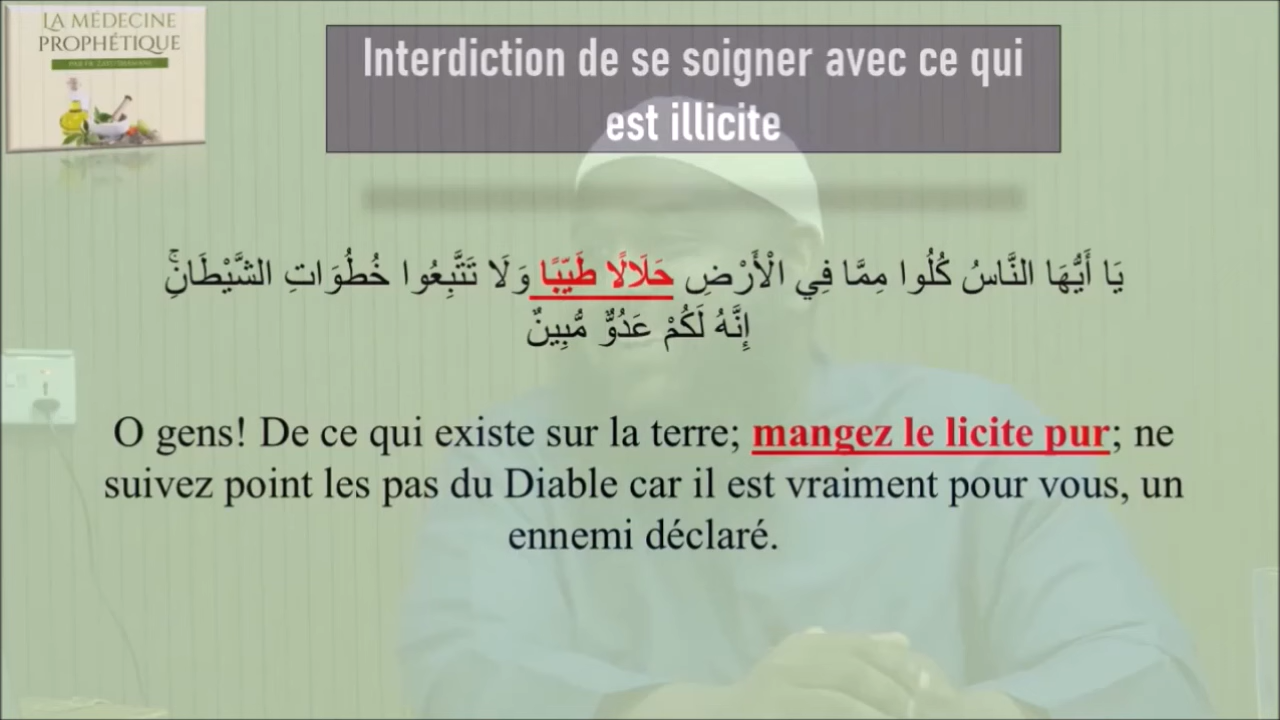 LA MÉDECINE
PROPHÉTIQUE
Interdiction de se soigner avec ce qui
est illicite
يَا أَيُّهَا النَّاسُ كُلُوا مِمَّا فِي الْأَرْضِ حَلَالًا طَيِّبًا وَلَا تَتَّبِعُوا خُطُوَاتِ الشَّيْطَانِۚ
إِنَّهُ لَكُمْ عَدُوٌّ مُّبِينٌ
O gens! De ce qui existe sur la terre; mangez le licite pur; ne
suivez point les pas du Diable car il est vraiment pour vous, un
ennemi déclaré.